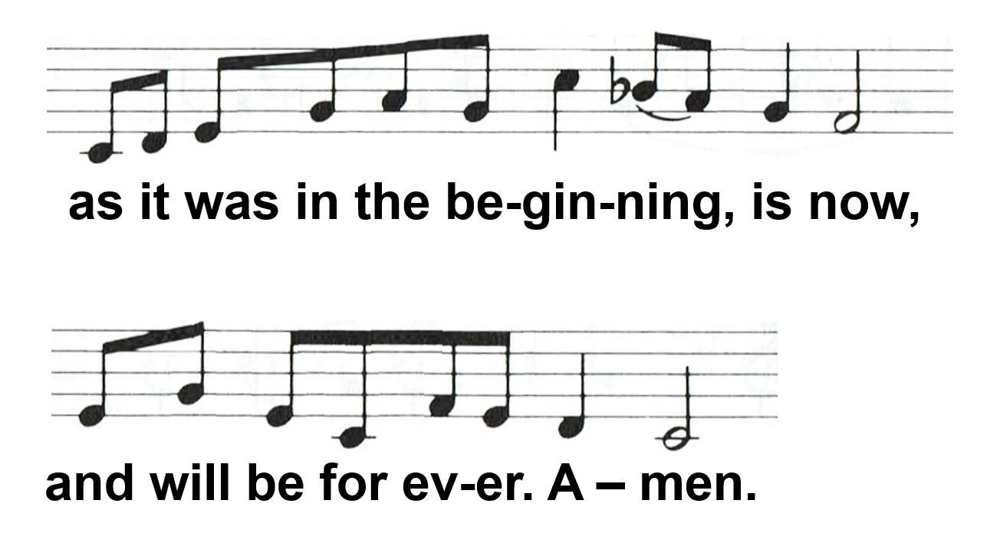 as it was in the be-gin-ning, is now,
and will be for ev-er. A – men.